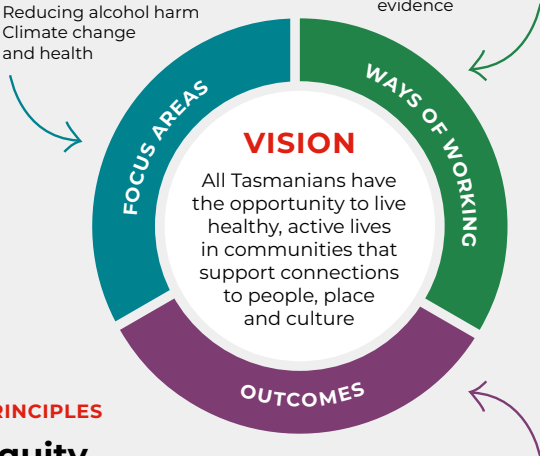 Reducing alcohol harm
Climate change
and health
evidence
FOCUS AREAS
WAYS OF WORKING
VISION
All Tasmanians have
the opportunity to live
healthy, active lives
in communities that
support connections
to people, place
and culture
OUTCOMES